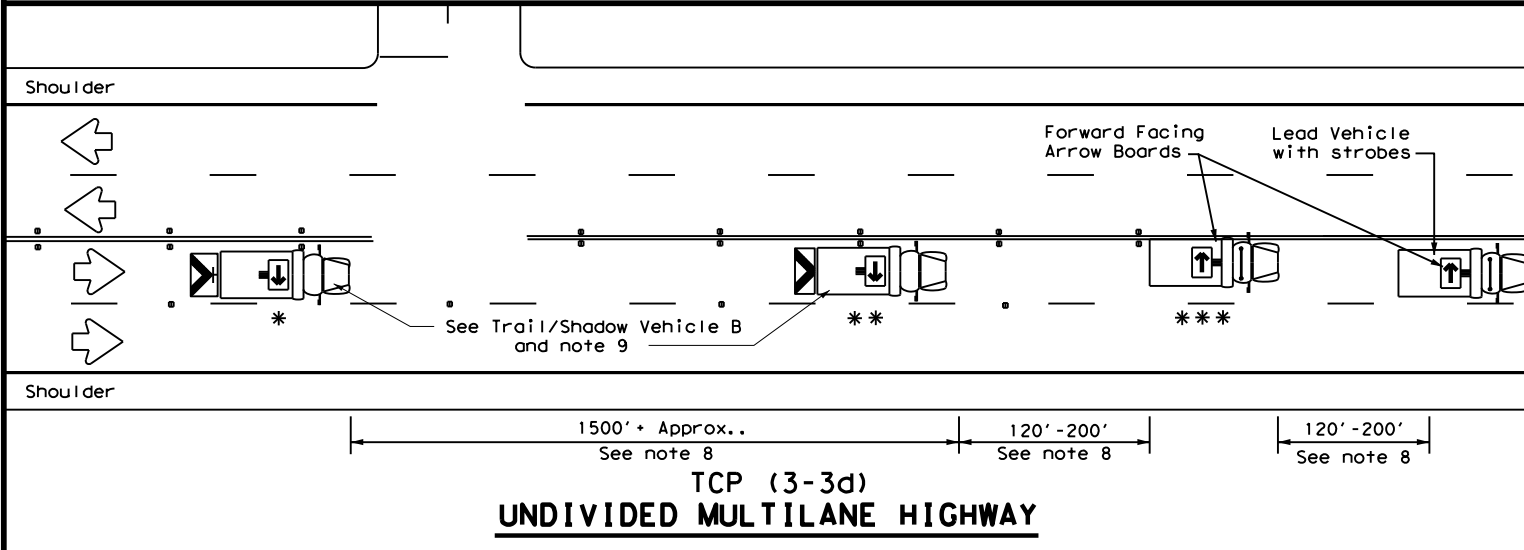 Shoulder
Forward Facing
Arrow Boards
Lead Vehicle
with strobes
*
See Trail/Shadow Vehicle B
and note 9
**
***
Shoulder
1500'+ Approx..
See note 8
120'-200'
See note 8
120'-200'
See note 8
TCP (3-3d)
UNDIVIDED MULTILANE HIGHWAY